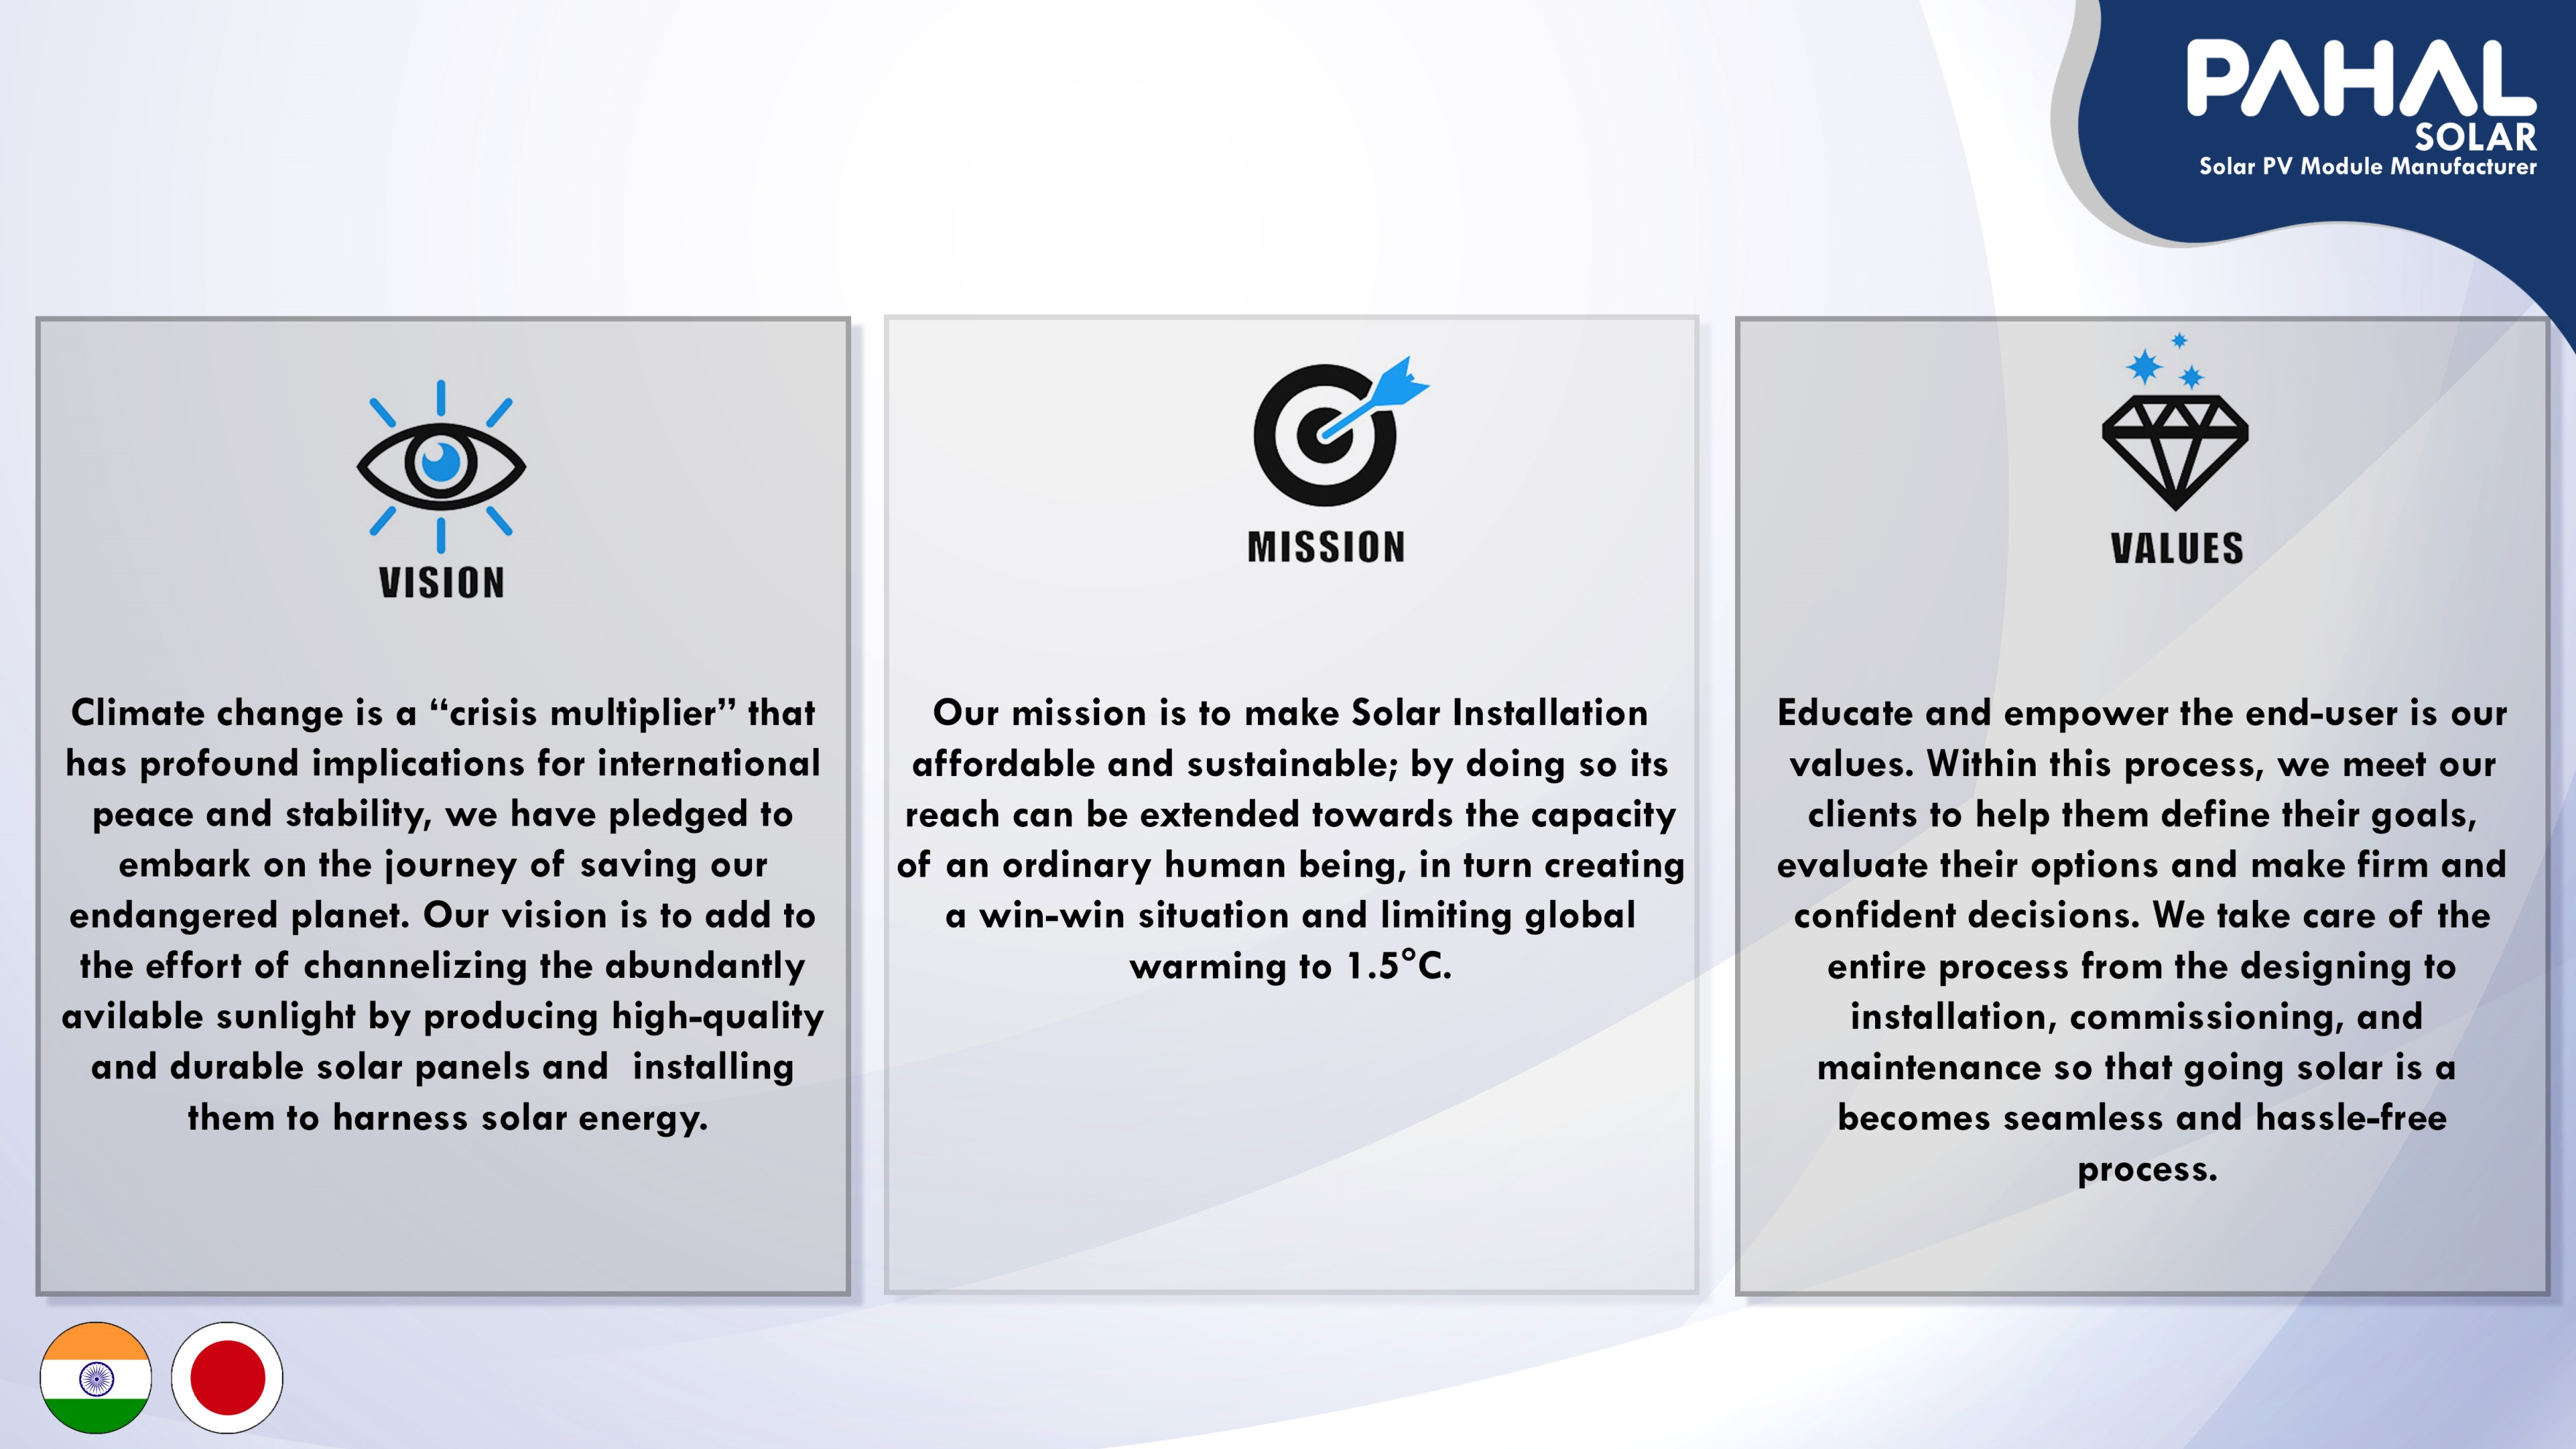 PAHAL
SOLAR
Solar PV Module Manufacturer
VISION
Climate change is a “crisis multiplier” that
has profound implications for international
peace and stability, we have pledged to
embark on the journey of saving our
endangered planet. Our vision is to add to
the effort of channelizing the abundantly
avilable sunlight by producing high-quality
and durable solar panels and  installing
them to harness solar energy.
MISSION
Our mission is to make Solar Installation
affordable and sustainable; by doing so its
reach can be extended towards the capacity
of an ordinary human being, in turn creating
a win-win situation and limiting global
warming to 1.5°C.
VALUES
Educate and empower the end-user is our
values. Within this process, we meet our
clients to help them define their goals,
evaluate their options and make firm and
confident decisions. We take care of the
entire process from the designing to
installation, commissioning, and
maintenance so that going solar is a
becomes seamless and hassle-free
process.